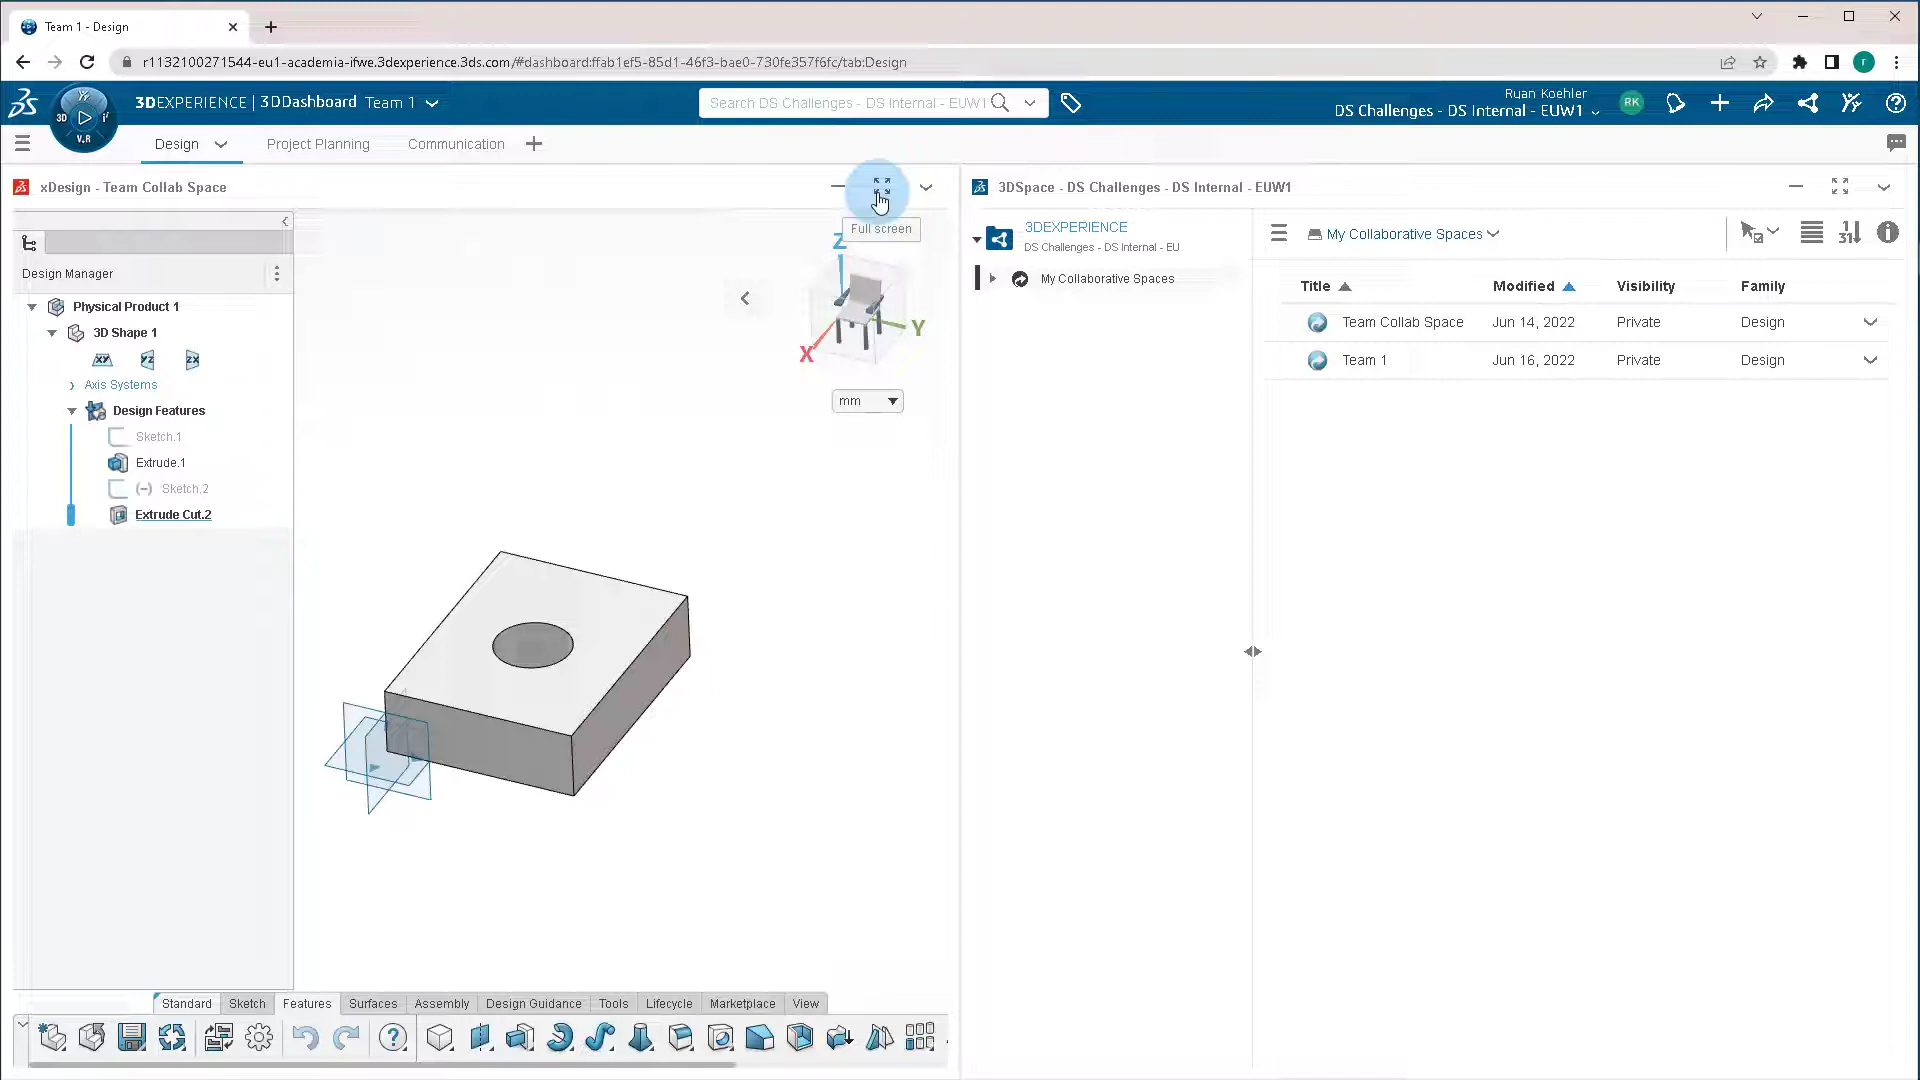 Team 1 - Design
r1132100271544-eu1-academia-ifwe.3dexperience.3ds.com/#dashboard:ffab1ef5-85d1-46f3-bae0-730fe357f6fc/tab:Design
r
3DEXPERIENCE | 3DDashboard Team 1
3D
V.R
Search DS Challenges - DS Internal - EUW1
Ryan Koehler
DS Challenges - DS Internal - EUW1
RK
Design
Project Planning
Communication
xDesign - Team Collab Space
Full screen
Design Manager
Physical Product 1
3D Shape 1
XY
YZ
ZX
Axis Systems
Design Features
Sketch.1
Extrude.1
(-) Sketch.2
Extrude Cut.2
Z
Y
X
mm
Standard
Sketch
Features
Surfaces
Assembly
Design Guidance
Tools
Lifecycle
Marketplace
View
3DSpace - DS Challenges - DS Internal - EUW1
3DEXPERIENCE
DS Challenges - DS Internal - EU
My Collaborative Spaces
My Collaborative Spaces
Title Modified Visibility Family
Team Collab Space Jun 14, 2022 Private Design
Team 1 Jun 16, 2022 Private Design